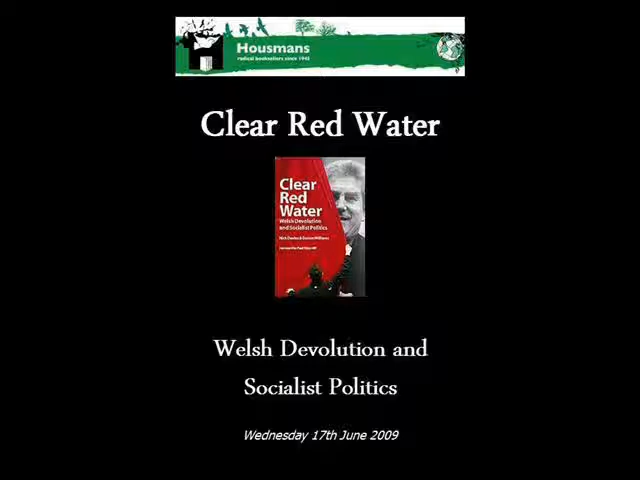 Housmans
radical booksellers since 1945
Clear Red Water
Clear
Red
Water
Welsh Devolution
and Socialist Politics
Welsh Devolution and
Socialist Politics
Wednesday 17th June 2009